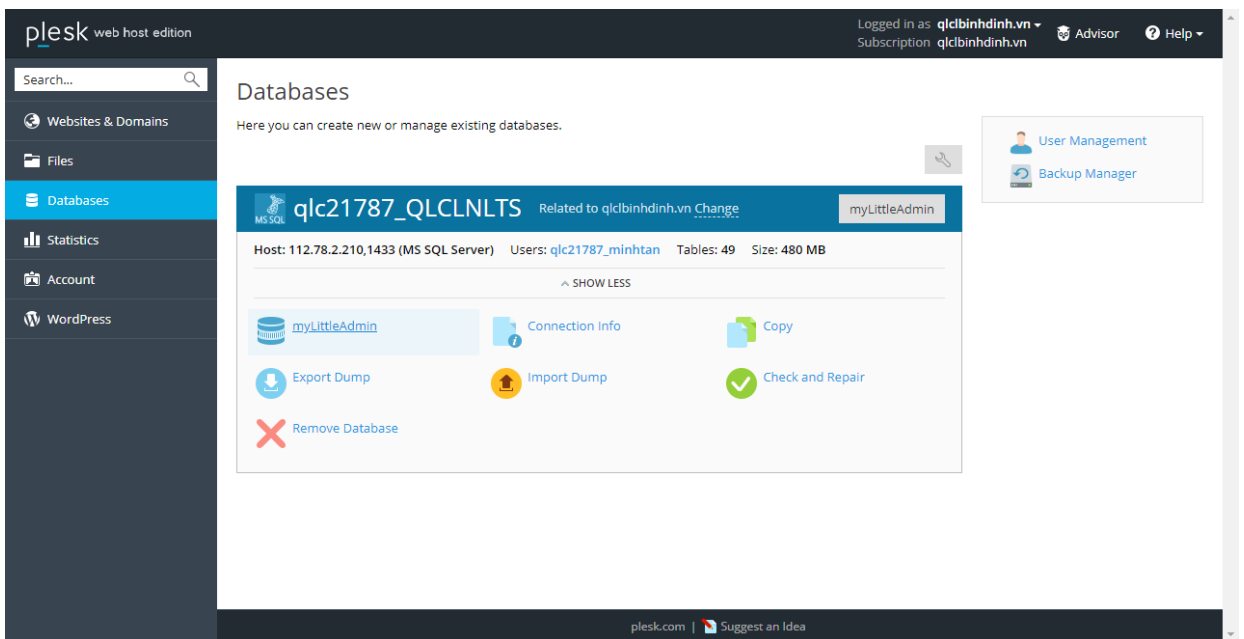 plesk web host edition
Logged in as qlclbinhdinh.vn
Subscription qlclbinhdinh.vn
Advisor
Help
Search...
Websites & Domains
Files
Databases
Statistics
Account
WordPress
Databases
Here you can create new or manage existing databases.
MS SQL
qlc21787_QLCLNLTS Related to qlclbinhdinh.vn Change
myLittleAdmin
Host: 112.78.2.210,1433 (MS SQL Server) Users: qlc21787_minhtan Tables: 49 Size: 480 MB
SHOW LESS
myLittleAdmin
Connection Info
Copy
Export Dump
Import Dump
Check and Repair
Remove Database
User Management
Backup Manager
plesk.com | Suggest an Idea